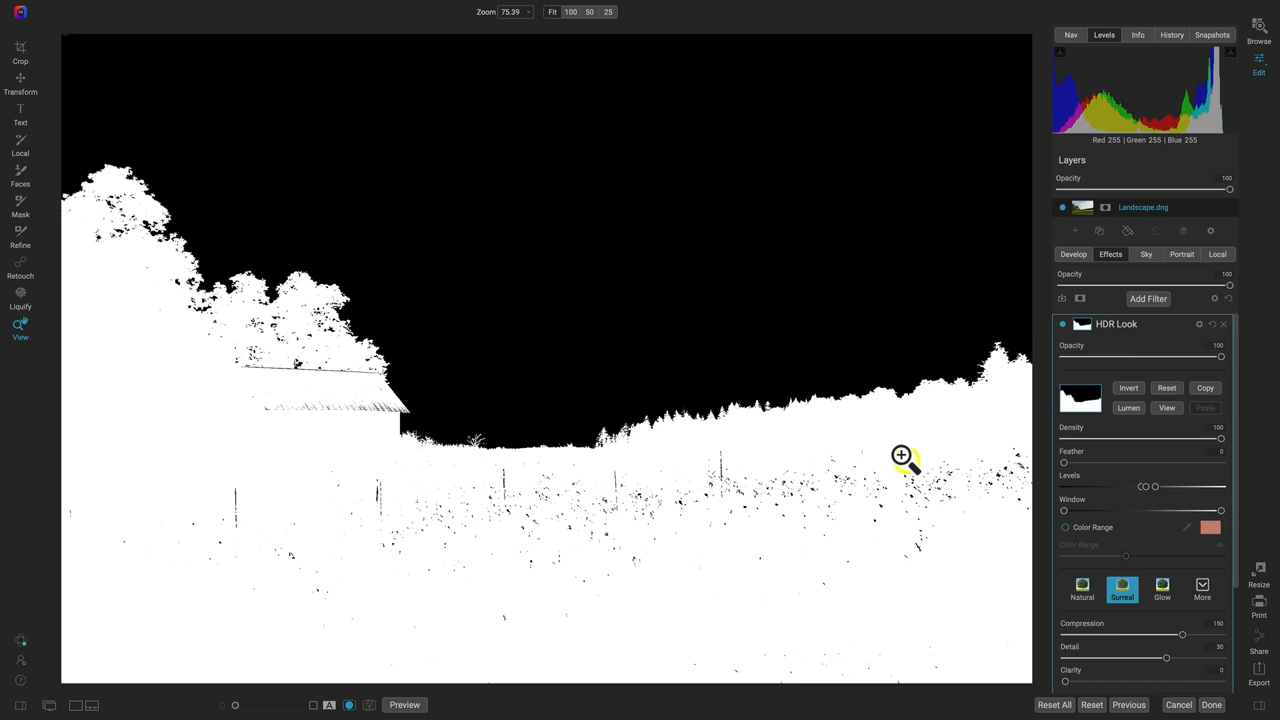 Zoom 75.39 Fit 100 50 25
Crop
Transform
Text
Local
Faces
Mask
Refine
Retouch
Liquify
View
Nav Levels Info History Snapshots
Red 255 | Green 255 | Blue 255
Layers
Opacity 100
Landscape.dng
Develop Effects Sky Portrait Local
Opacity 100
Add Filter
HDR Look
Opacity 100
Invert Reset Copy
Lumen View Paste
Density 100
Feather 0
Levels
Window
Color Range
Color Range 30
Natural Surreal Glow More
Compression 150
Detail 30
Clarity 0
Browse
Edit
Resize
Print
Share
Export
A Preview
Reset All Reset Previous Cancel Done